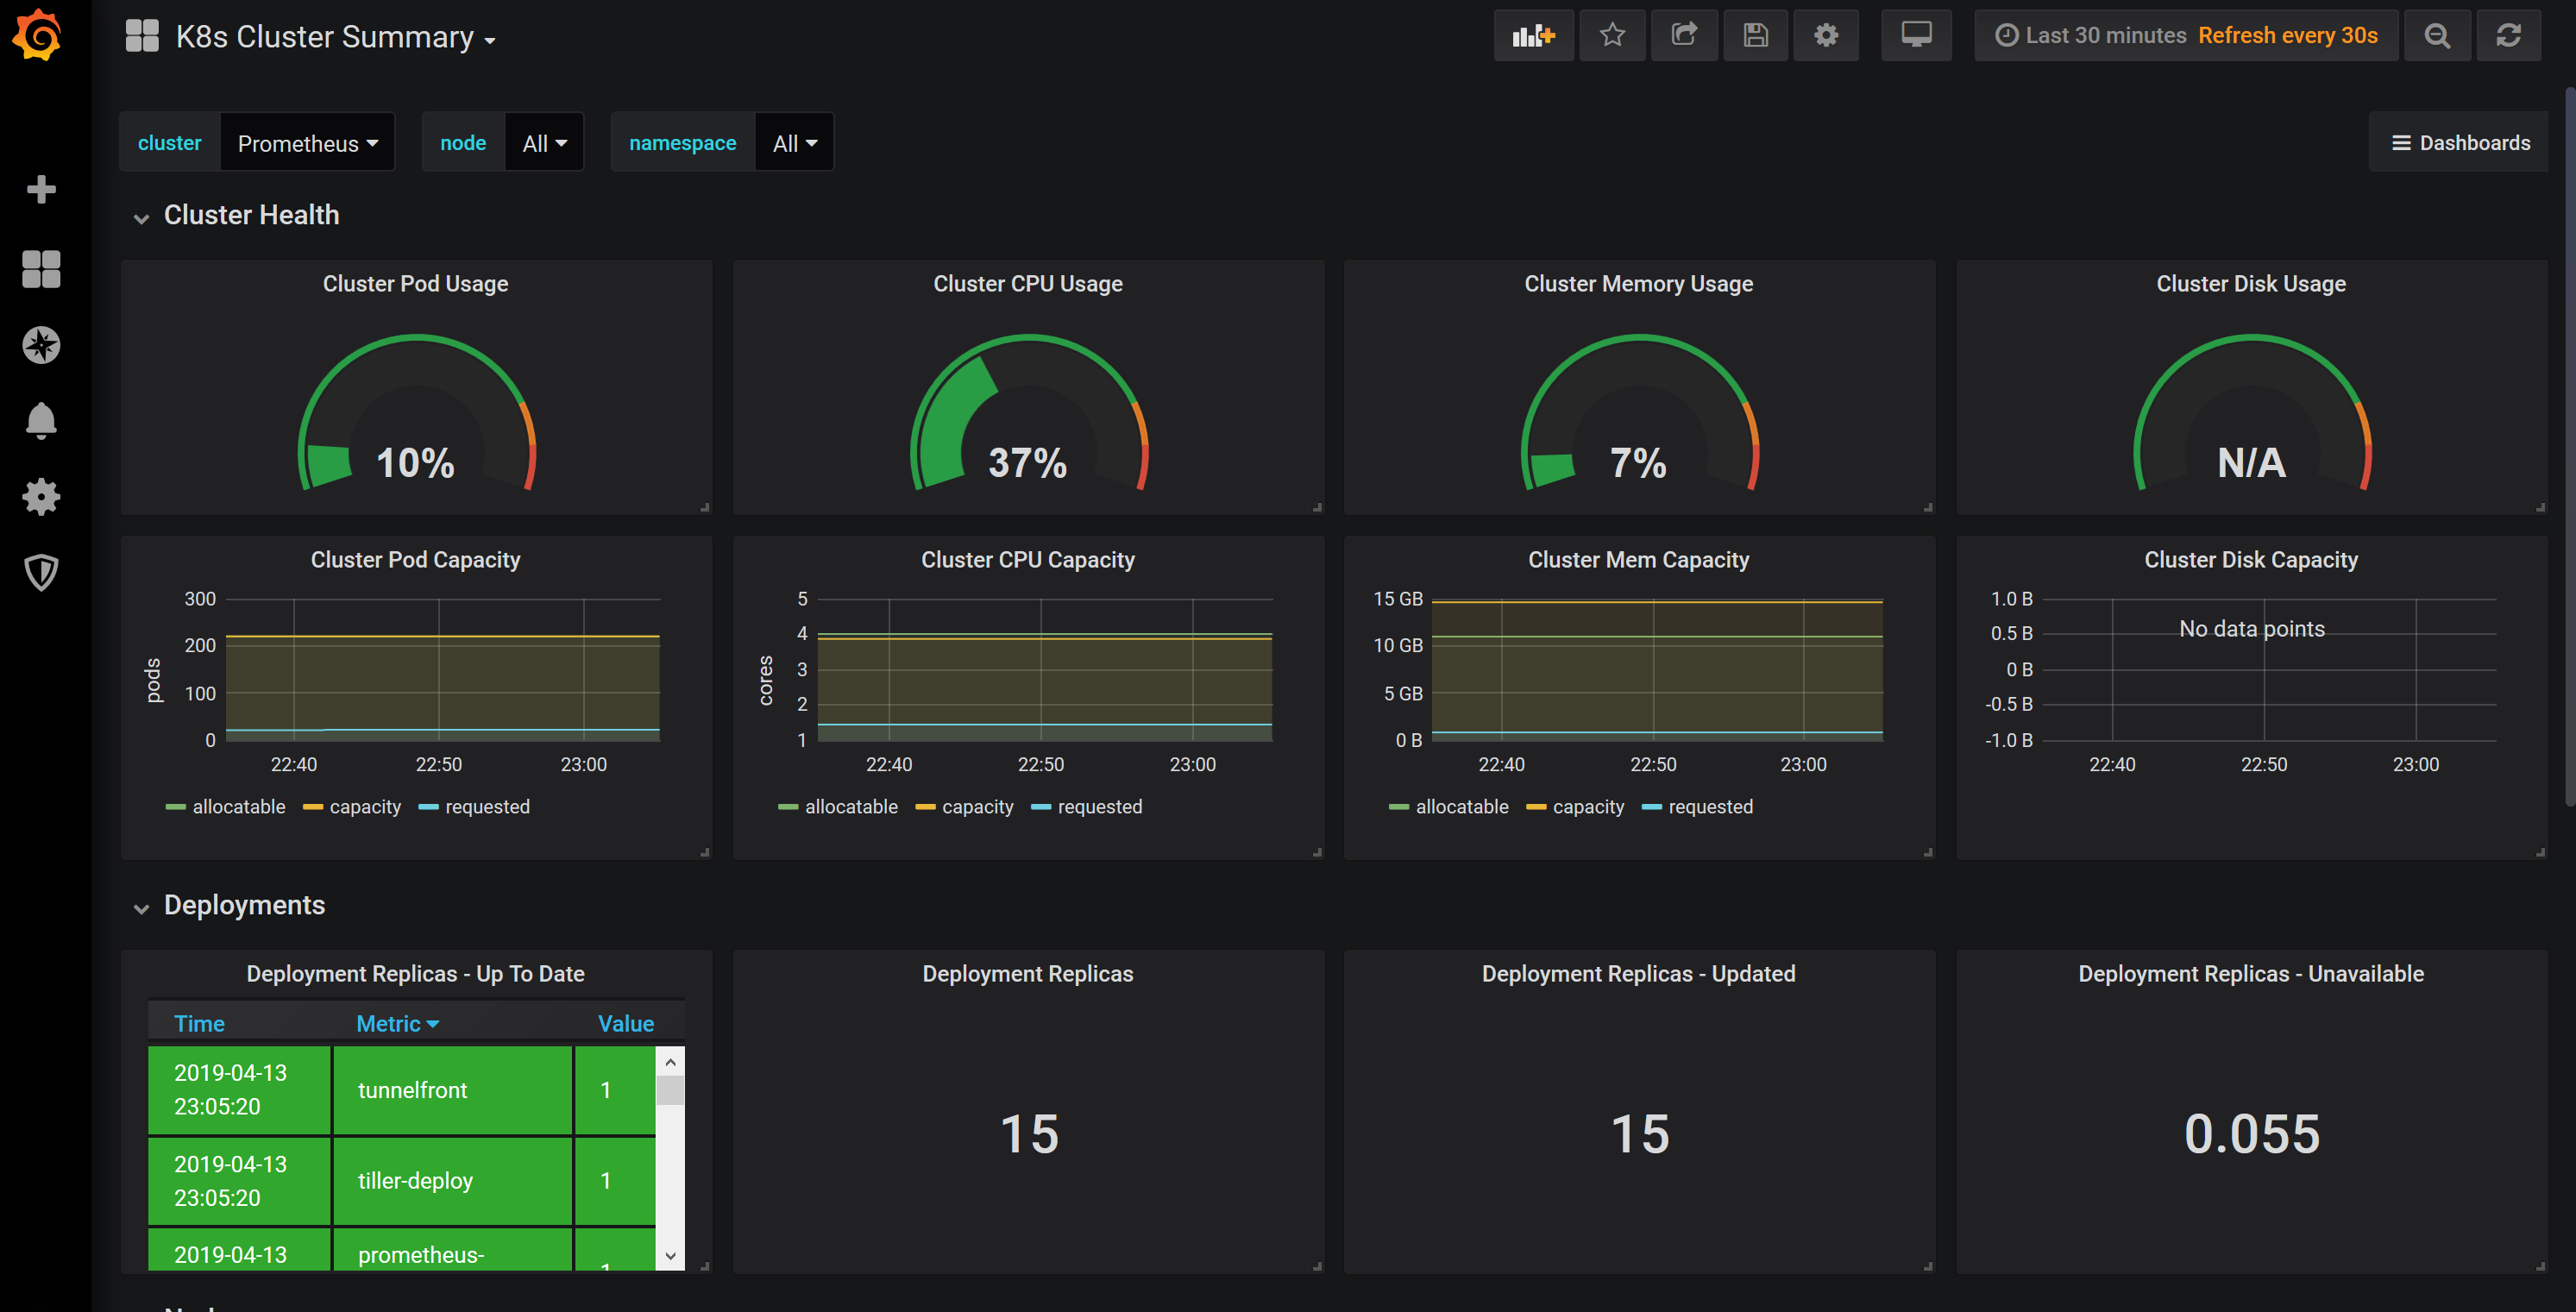 K8s Cluster Summary
Last 30 minutes Refresh every 30s
cluster Prometheus node All namespace All Dashboards
Cluster Health
Cluster Pod Usage
10%
Cluster CPU Usage
37%
Cluster Memory Usage
7%
Cluster Disk Usage
N/A
Cluster Pod Capacity
300
200
100
0
pods
22:40 22:50 23:00
allocatable capacity requested
Cluster CPU Capacity
5
4
3
2
1
cores
22:40 22:50 23:00
allocatable capacity requested
Cluster Mem Capacity
15 GB
10 GB
5 GB
0 B
22:40 22:50 23:00
allocatable capacity requested
Cluster Disk Capacity
1.0 B
0.5 B
0 B
-0.5 B
-1.0 B
No data points
22:40 22:50 23:00
Deployments
Deployment Replicas - Up To Date
Time Metric Value
2019-04-13 23:05:20 tunnelfront 1
2019-04-13 23:05:20 tiller-deploy 1
2019-04-13 prometheus- 1
Deployment Replicas
15
Deployment Replicas - Updated
15
Deployment Replicas - Unavailable
0.055